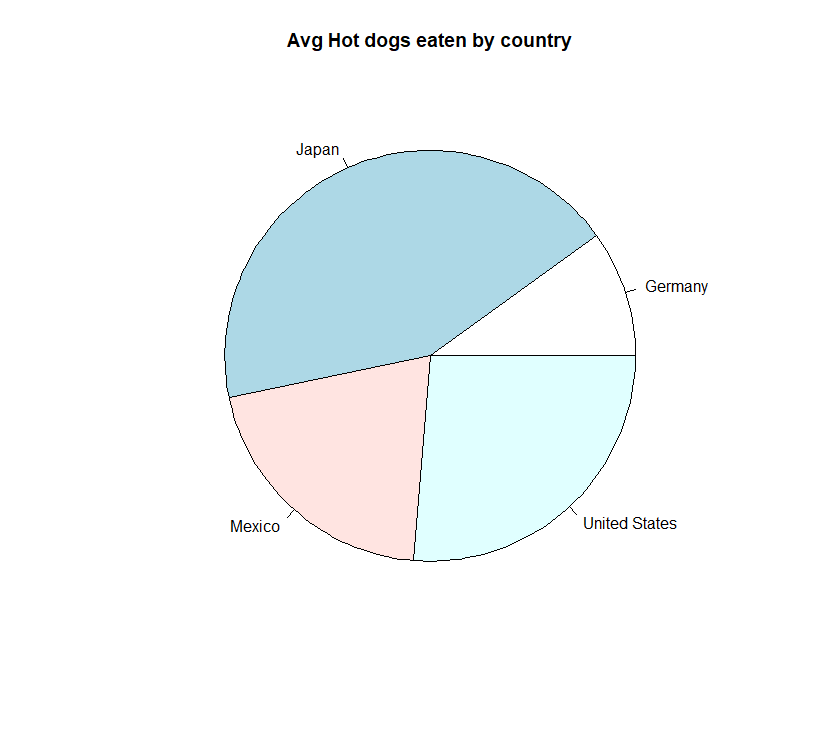 Avg Hot dogs eaten by country
Japan
Germany
Mexico
United States